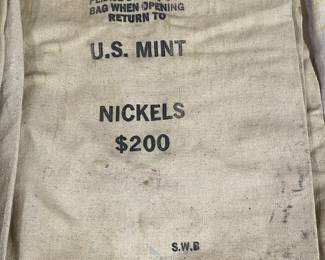 BAG WHEN OPENING
RETURN TO
U.S. MINT
NICKELS
$200
S.W.B